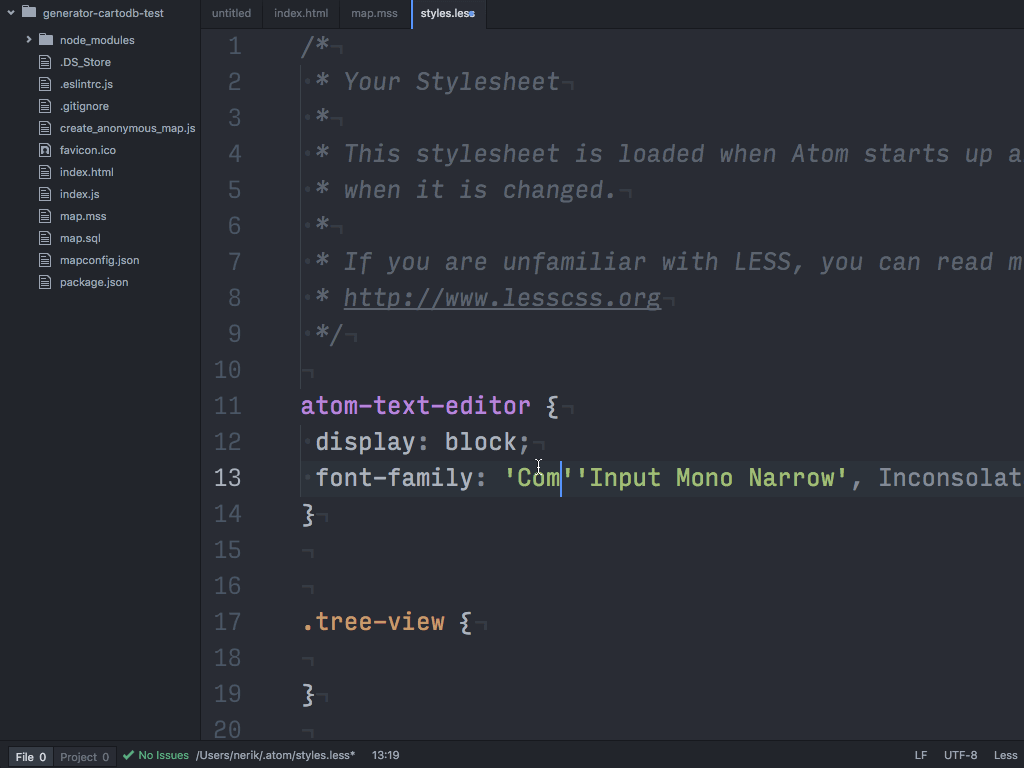 generator-cartodb-test
node_modules
.DS_Store
.eslintrc.js
.gitignore
create_anonymous_map.js
favicon.ico
index.html
index.js
map.mss
map.sql
mapconfig.json
package.json
untitled index.html map.mss styles.less
1 /*¬
2 * Your Stylesheet¬
3 *¬
4 * This stylesheet is loaded when Atom starts up a
5 * when it is changed.¬
6 *¬
7 * If you are unfamiliar with LESS, you can read m
8 * http://www.lesscss.org¬
9 */¬
10 ¬
11 atom-text-editor {¬
12 display: block;¬
13 font-family: 'Com''Input Mono Narrow', Inconsolat
14 }¬
15 ¬
16 ¬
17 .tree-view {¬
18 ¬
19 }¬
20 ¬
File 0 Project 0 No Issues /Users/nerik/.atom/styles.less* 13:19 LF UTF-8 Less